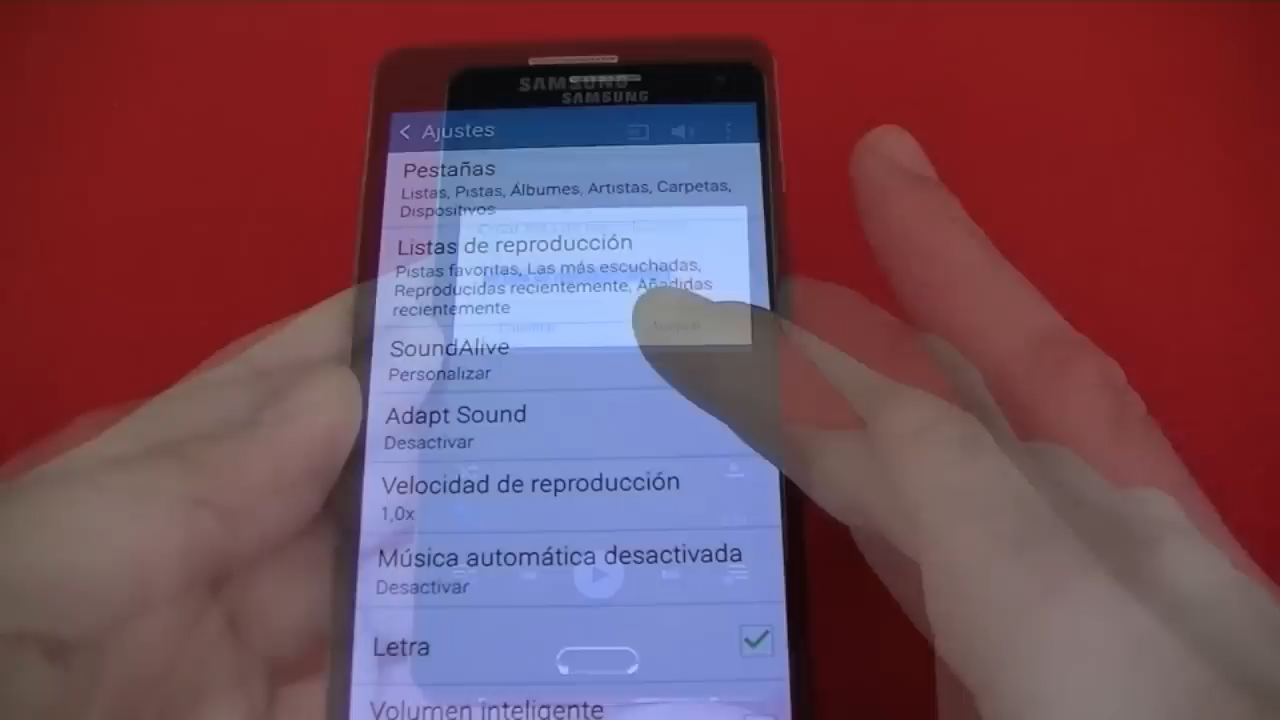 SAMSUNG
SAMSUNG
< Ajustes
Pestañas
Listas, Pistas, Álbumes, Artistas, Carpetas,
Dispositivos
Listas de reproducción
Pistas favoritas, Las más escuchadas,
Reproducidas recientemente, Añadidas
recientemente
SoundAlive
Personalizar
Adapt Sound
Desactivar
Velocidad de reproducción
1,0x
Música automática desactivada
Desactivar
Letra
Volumen inteligente